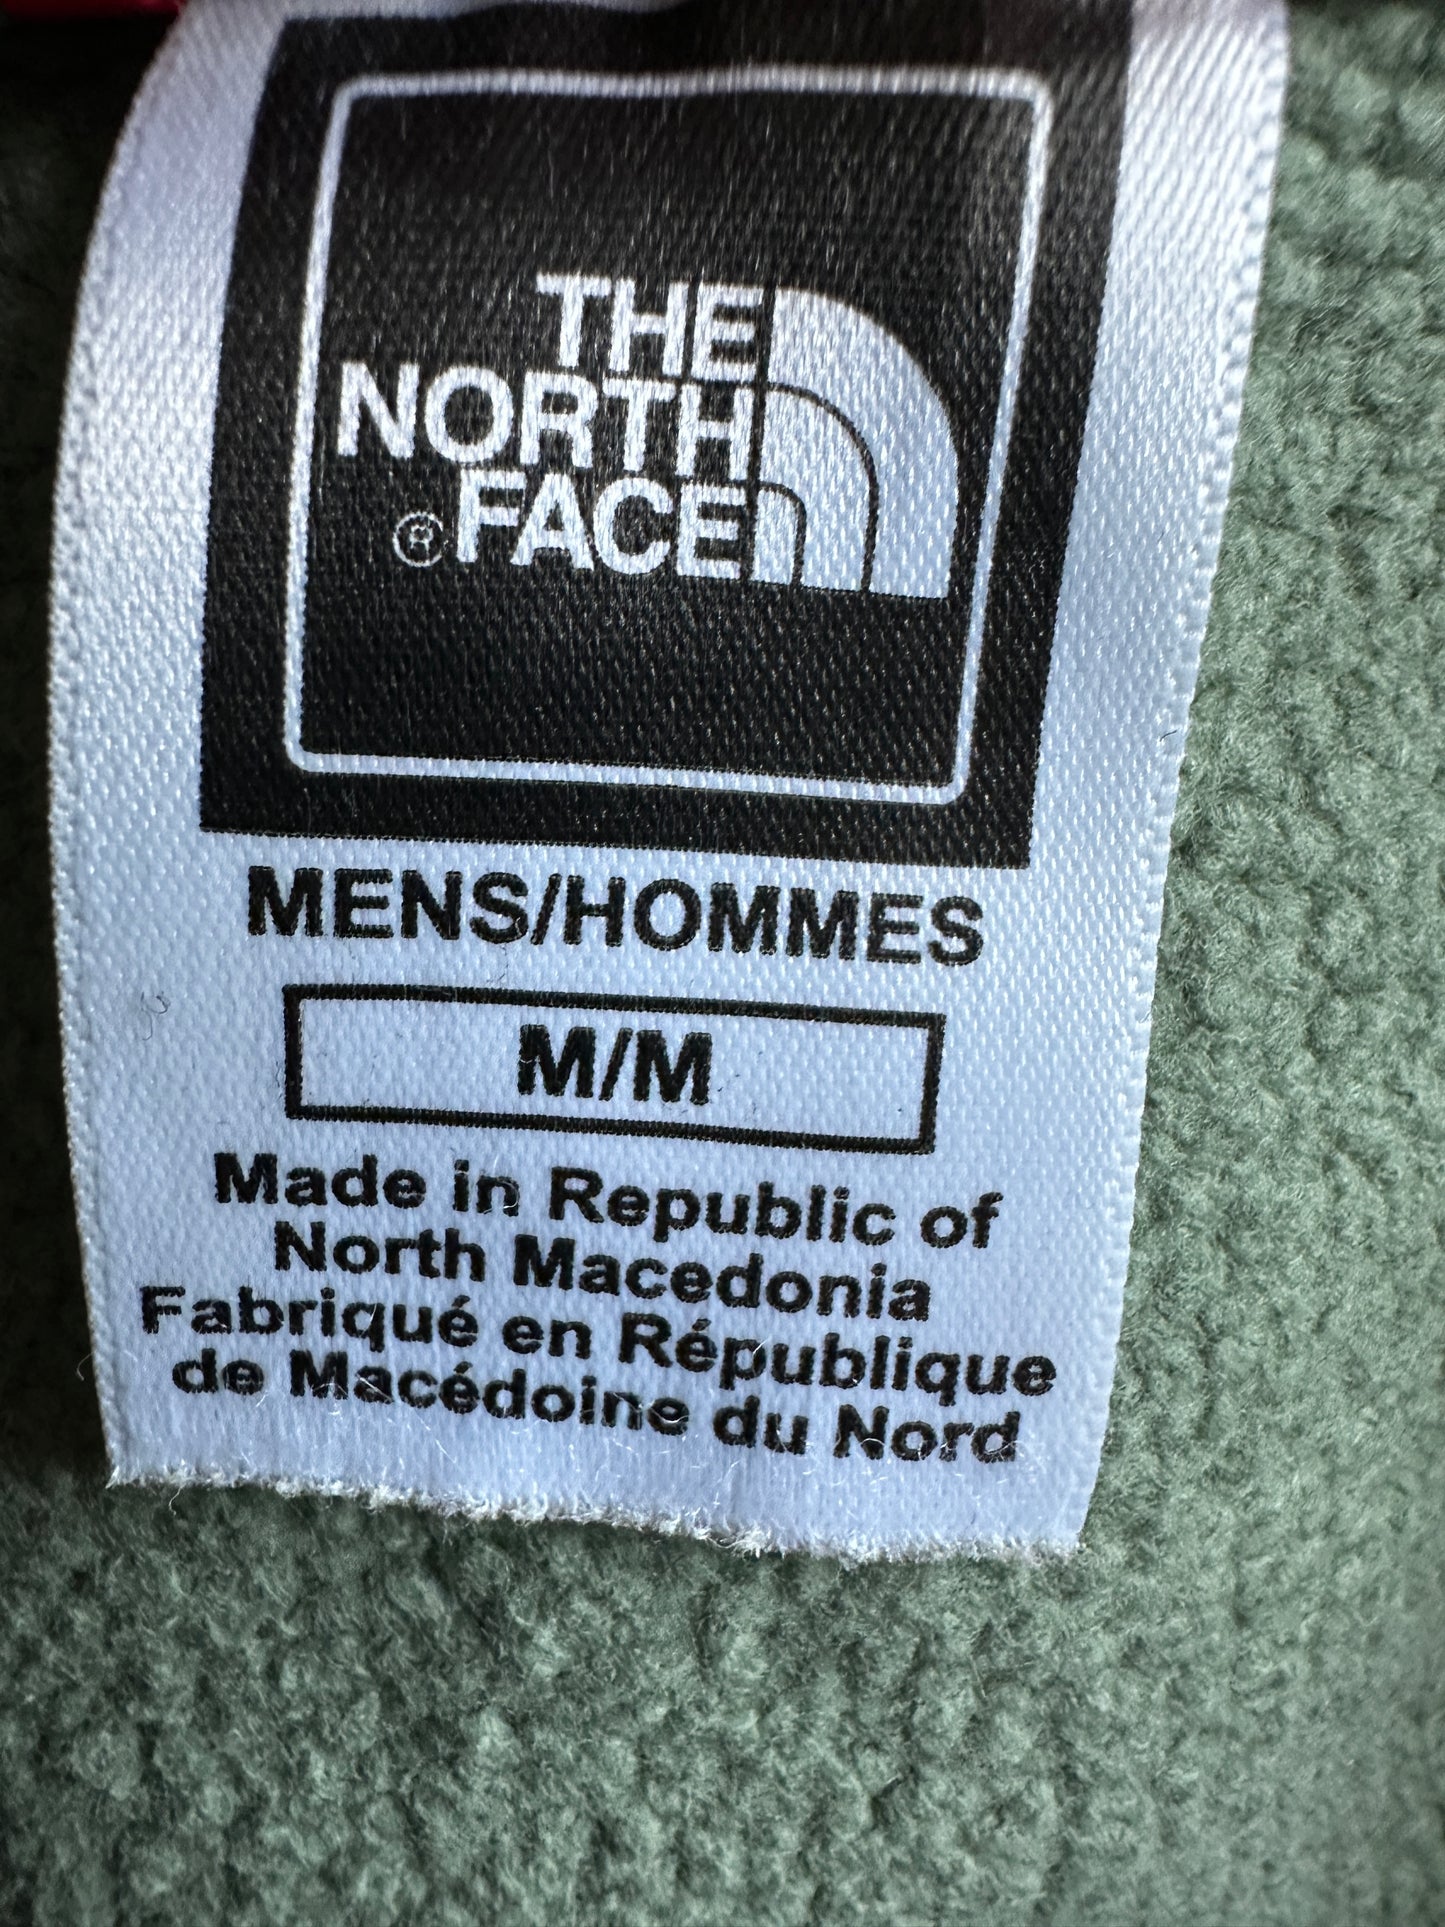 THE
NORTH
® FACE
MENS/HOMMES
M/M
Made in Republic of
North Macedonia
Fabriqué en République
de Macédoine du Nord